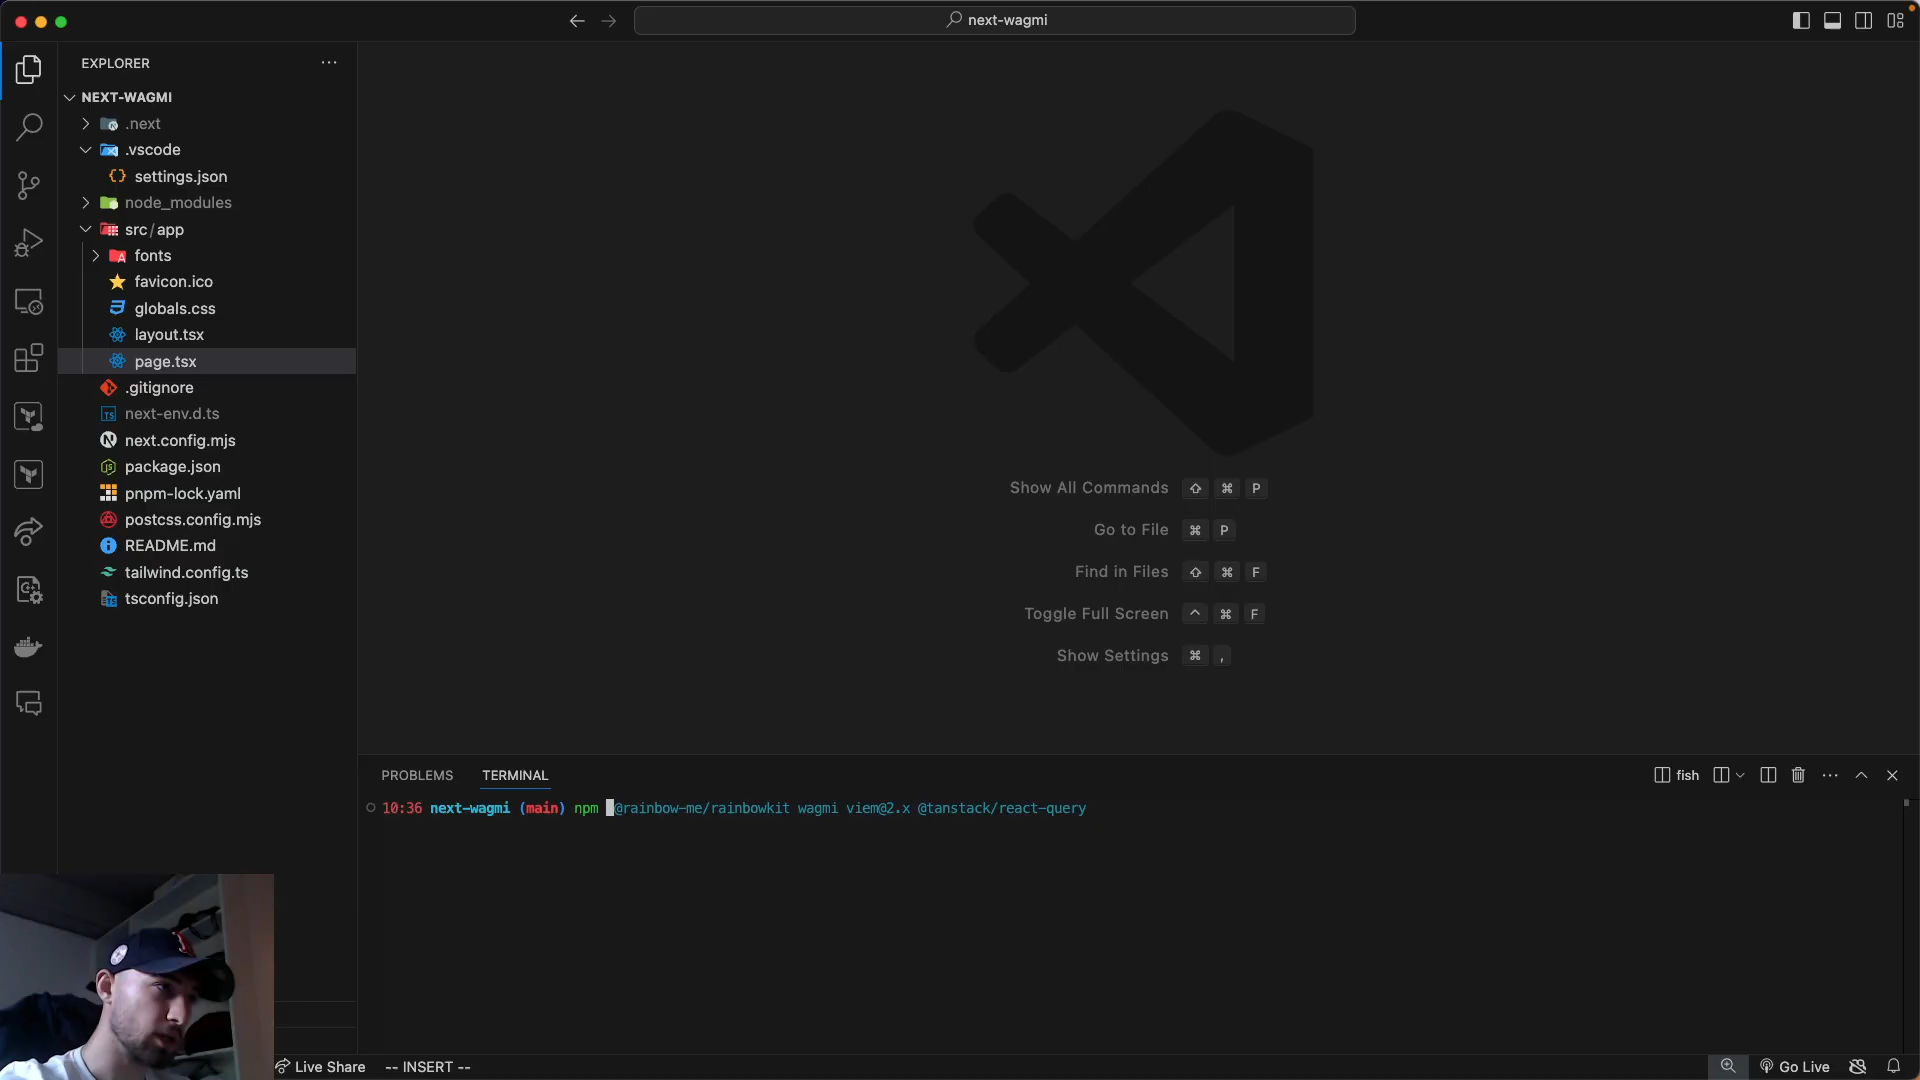 next-wagmi
EXPLORER
NEXT-WAGMI
.next
.vscode
settings.json
node_modules
src/app
fonts
favicon.ico
globals.css
layout.tsx
page.tsx
.gitignore
next-env.d.ts
next.config.mjs
package.json
pnpm-lock.yaml
postcss.config.mjs
README.md
tailwind.config.ts
tsconfig.json
Show All Commands ⇧ ⌘ P
Go to File ⌘ P
Find in Files ⇧ ⌘ F
Toggle Full Screen ^ ⌘ F
Show Settings ⌘ ,
PROBLEMS TERMINAL
fish
10:36 next-wagmi (main) npm @rainbow-me/rainbowkit wagmi viem@2.x @tanstack/react-query
Live Share -- INSERT --
Go Live